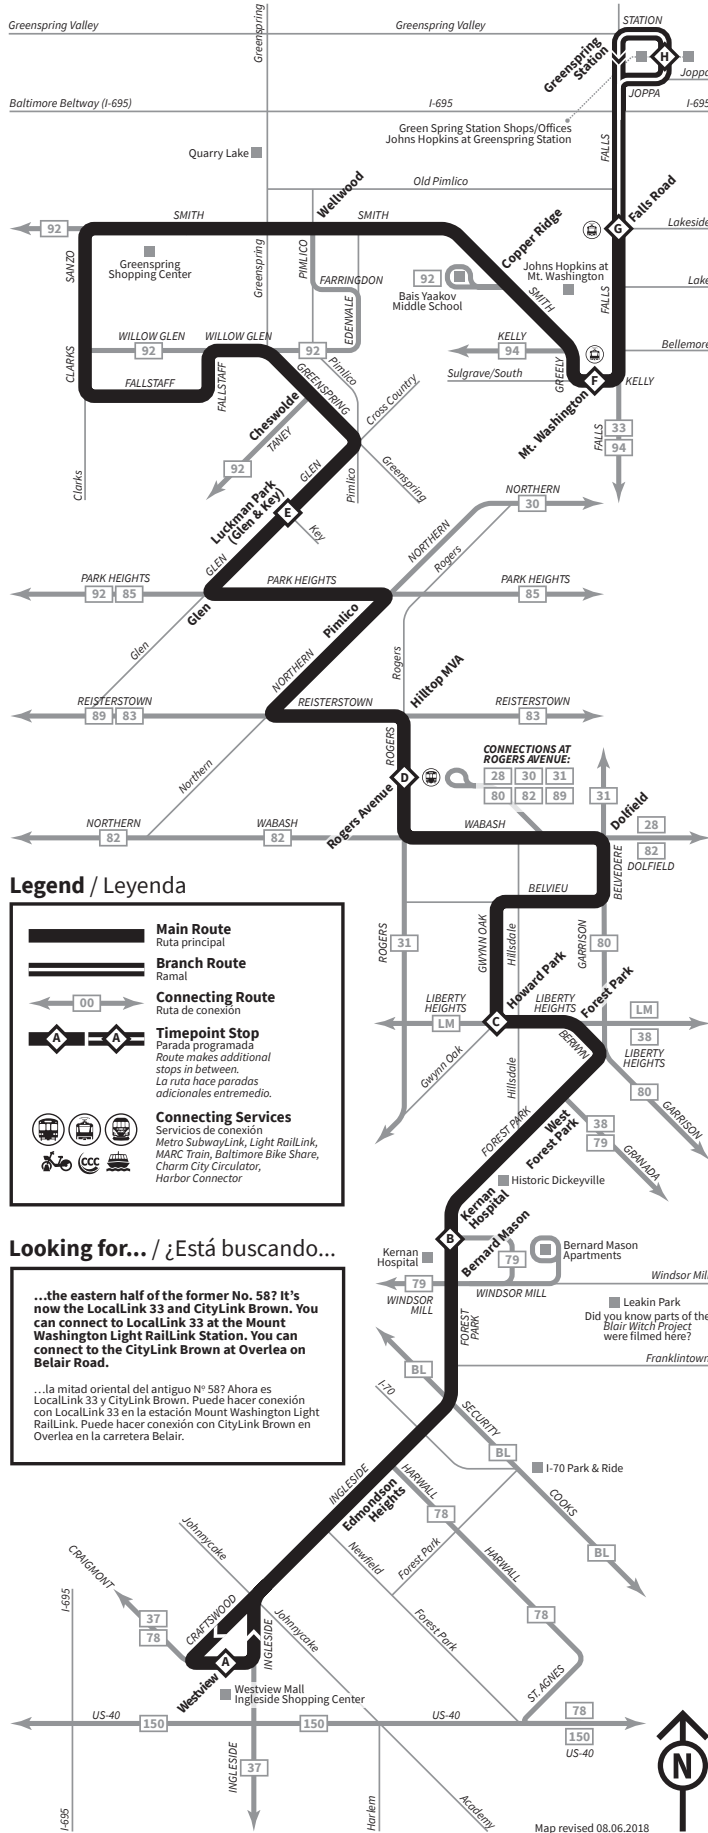 Greenspring Valley
Greenspring
Greenspring Valley
STATION
Greenspring
Station
H
Joppa
JOPPA
Baltimore Beltway (I-695)
I-695
I-695
Green Spring Station Shops/Offices
Johns Hopkins at Greenspring Station
FALLS
Quarry Lake
Old Pimlico
Wellwood
Falls Road
92
SMITH
SMITH
G
Lakeside
SANZO
Greenspring
Shopping Center
Greenspring
PIMLICO
FARRINGDON
EDENVALE
Copper Ridge
Johns Hopkins at
Mt. Washington
92
Bais Yaakov
Middle School
SMITH
FALLS
Lake
CLARKS
WILLOW GLEN
92
WILLOW GLEN
92
KELLY
94
Bellemore
FALLSTAFF
FALLSTAFF
GREENSPRING
Pimlico
Sulgrave/South
GREELY
F
KELLY
Mt. Washington
Cross Country
Cheswolde
TANEY
92
FALLS
33
94
Clarks
GLEN
Pimlico
Greenspring
Luckman Park
(Glen & Key)
E
Key
NORTHERN
30
NORTHERN
Rogers
GLEN
PARK HEIGHTS
92
85
PARK HEIGHTS
PARK HEIGHTS
85
Glen
Pimlico
Glen
NORTHERN
Rogers
Hilltop MVA
REISTERSTOWN
89
83
REISTERSTOWN
REISTERSTOWN
83
Northern
ROGERS
D
Rogers Avenue
CONNECTIONS AT
ROGERS AVENUE:
28
30
31
80
82
89
31
Dolfield
28
NORTHERN
82
WABASH
82
WABASH
82
DOLFIELD
BELVEDERE
BELVIEU
ROGERS
31
GWYNN OAK
Hillsdale
GARRISON
80
Howard Park
Forest Park
LIBERTY
HEIGHTS
LM
C
LIBERTY
HEIGHTS
LM
38
LIBERTY
HEIGHTS
BERWYN
Gwynn Oak
Hillsdale
80
GARRISON
FOREST PARK
West
Forest Park
38
79
GRANADA
Historic Dickeyville
Kernan
Hospital
B
Bernard Mason
Kernan
Hospital
79
Bernard Mason
Apartments
79
WINDSOR
MILL
WINDSOR MILL
Windsor Mill
FOREST
PARK
Leakin Park
Did you know parts of the
Blair Witch Project
were filmed here?
Franklintown
BL
I-70
SECURITY
BL
I-70 Park & Ride
COOKS
BL
INGLESIDE
Edmondson
Heights
HARWALL
78
HARWALL
78
Newfield
Forest Park
Forest Park
Johnnycake
CRAIGMONT
I-695
37
78
CRAFTSWOOD
INGLESIDE
Johnnycake
A
Westview
Westview Mall
Ingleside Shopping Center
ST. AGNES
US-40
150
150
US-40
78
150
US-40
INGLESIDE
37
I-695
Harlem
Academy
N
Map revised 08.06.2018
Legend / Leyenda
Main Route
Ruta principal
Branch Route
Ramal
00
Connecting Route
Ruta de conexión
A
A
Timepoint Stop
Parada programada
Route makes additional
stops in between.
La ruta hace paradas
adicionales entremedio.
CCC
Connecting Services
Servicios de conexión
Metro SubwayLink, Light RailLink,
MARC Train, Baltimore Bike Share,
Charm City Circulator,
Harbor Connector
Looking for... / ¿Está buscando...
...the eastern half of the former No. 58? It's
now the LocalLink 33 and CityLink Brown. You
can connect to LocalLink 33 at the Mount
Washington Light RailLink Station. You can
connect to the CityLink Brown at Overlea on
Belair Road.
...la mitad oriental del antiguo N° 58? Ahora es
LocalLink 33 y CityLink Brown. Puede hacer conexión
con LocalLink 33 en la estación Mount Washington Light
RailLink. Puede hacer conexión con CityLink Brown en
Overlea en la carretera Belair.